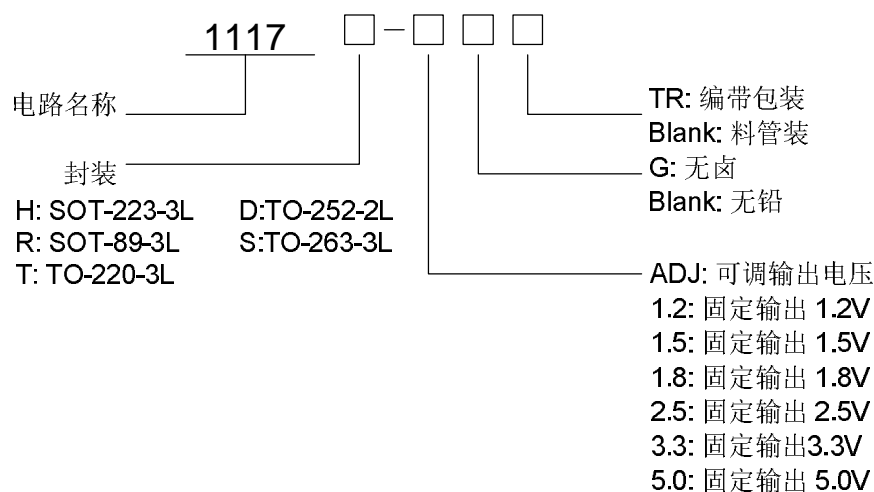 1117 □-□□□
电路名称
封装
H: SOT-223-3L D:TO-252-2L
R: SOT-89-3L S:TO-263-3L
T: TO-220-3L
TR: 编带包装
Blank: 料管装
G: 无卤
Blank: 无铅
ADJ: 可调输出电压
1.2: 固定输出 1.2V
1.5: 固定输出 1.5V
1.8: 固定输出 1.8V
2.5: 固定输出 2.5V
3.3: 固定输出3.3V
5.0: 固定输出 5.0V